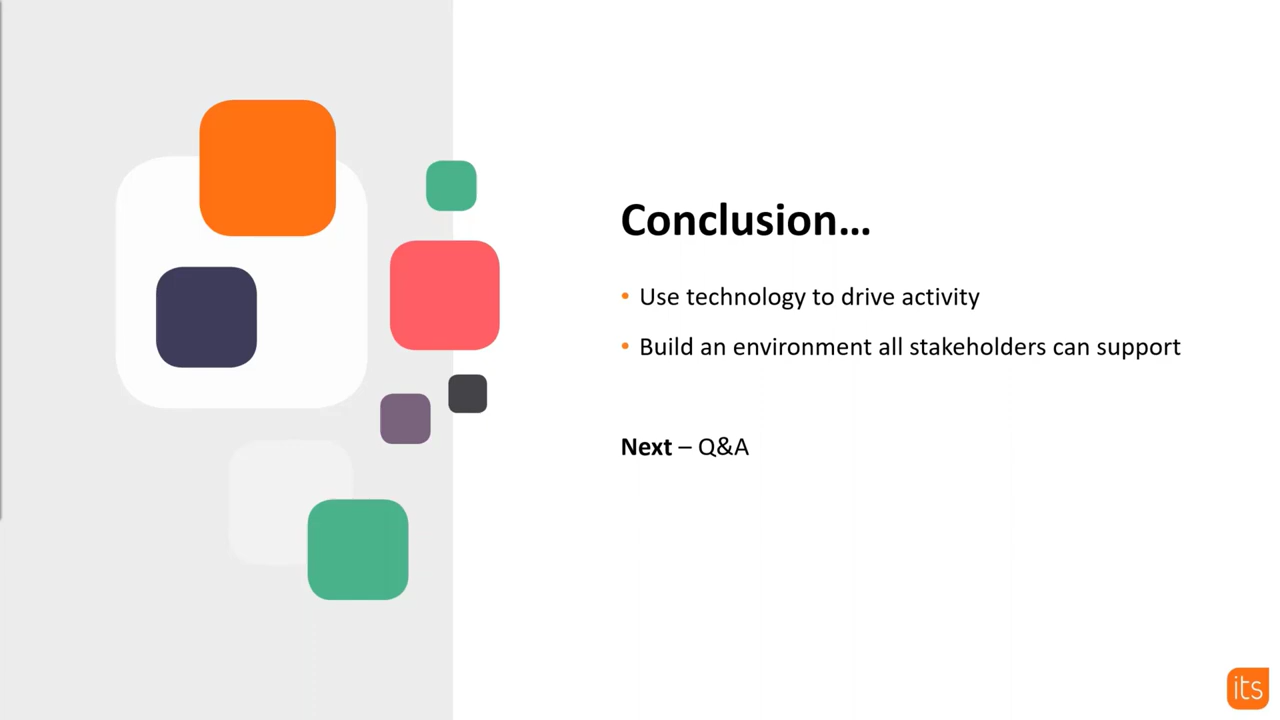 Conclusion...
• Use technology to drive activity
• Build an environment all stakeholders can support
Next – Q&A
its